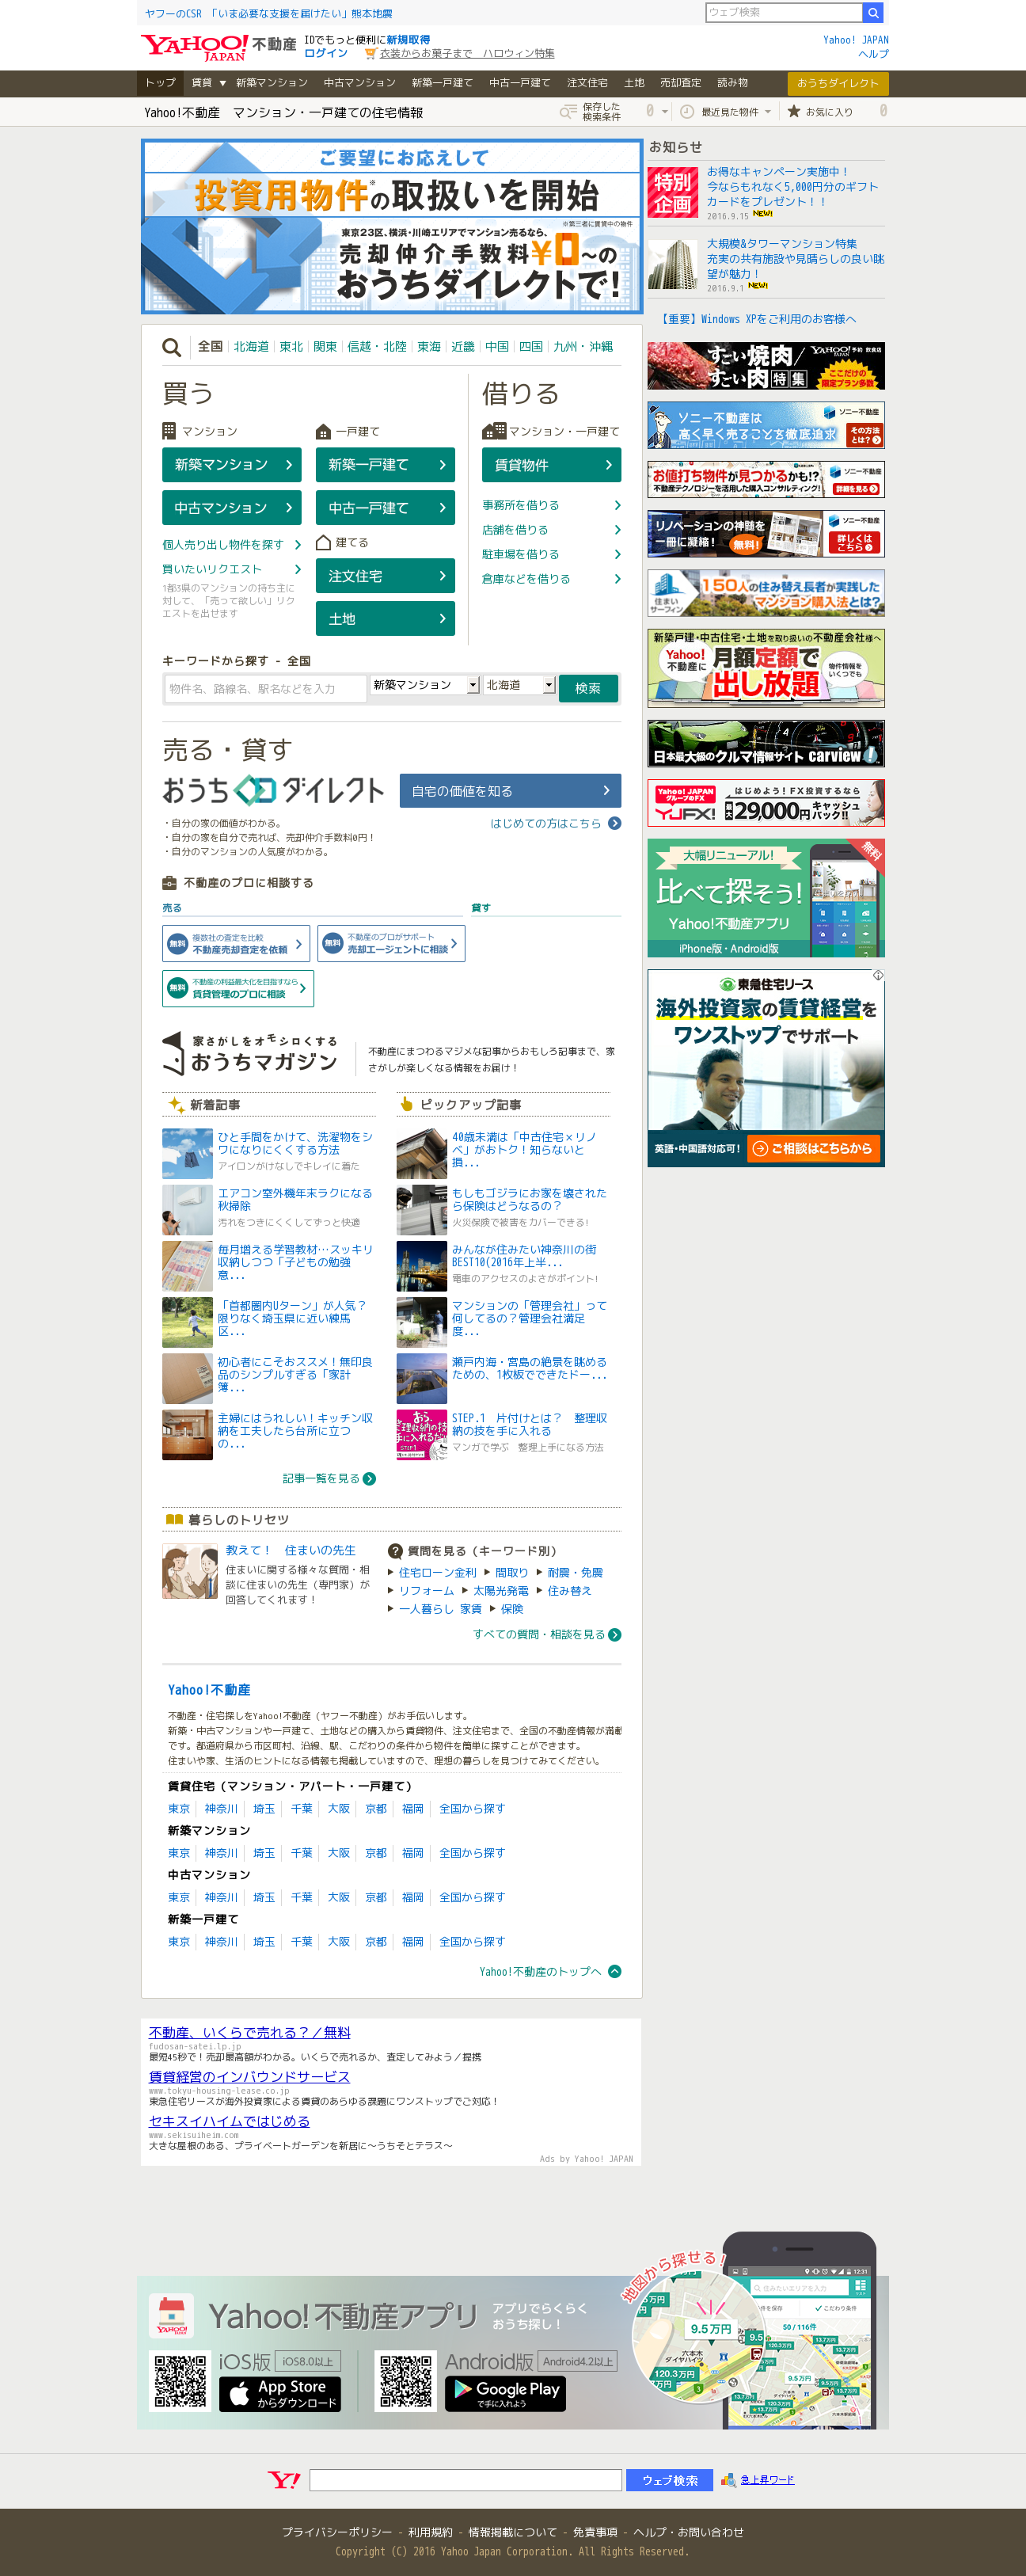 ヤフーのCSR 「いま必要な支援を届けたい」熊本地震
ウェブ検索
YAHOO! JAPAN 不動産
IDでもっと便利に新規取得
ログイン 衣装からお菓子まで ハロウィン特集
Yahoo! JAPAN
ヘルプ
トップ 賃貸 ▼ 新築マンション 中古マンション 新築一戸建て 中古一戸建て 注文住宅 土地 売却査定 読み物 おうちダイレクト
Yahoo!不動産 マンション・一戸建ての住宅情報
保存した検索条件 0 最近見た物件 お気に入り 0
ご要望にお応えして
投資用物件※の取扱いを開始
※第三者に賃貸中の物件
東京23区、横浜・川崎エリアでマンション売るなら、
売却仲介手数料¥0〜の
おうちダイレクトで!
お知らせ
特別企画
お得なキャンペーン実施中！
今ならもれなく5,000円分のギフトカードをプレゼント！！
2016.9.15 NEW!
大規模&タワーマンション特集
充実の共有施設や見晴らしの良い眺望が魅力！
2016.9.1 NEW!
【重要】Windows XPをご利用のお客様へ
全国 北海道 東北 関東 信越・北陸 東海 近畿 中国 四国 九州・沖縄
買う
マンション
新築マンション
中古マンション
個人売り出し物件を探す
買いたいリクエスト
1都3県のマンションの持ち主に対して、「売って欲しい」リクエストを出せます
一戸建て
新築一戸建て
中古一戸建て
建てる
注文住宅
土地
借りる
マンション・一戸建て
賃貸物件
事務所を借りる
店舗を借りる
駐車場を借りる
倉庫などを借りる
キーワードから探す - 全国
物件名、路線名、駅名などを入力 新築マンション 北海道 検索
売る・貸す
おうちダイレクト
自宅の価値を知る
・自分の家の価値がわかる。
・自分の家を自分で売れば、売却仲介手数料0円！
・自分のマンションの人気度がわかる。
はじめての方はこちら
不動産のプロに相談する
売る
貸す
無料 複数社の査定を比較
不動産売却査定を依頼
無料 不動産のプロがサポート
売却エージェントに相談
無料 不動産の利益最大化を目指すなら
賃貸管理のプロに相談
家さがしをオモシロくする
おうちマガジン
不動産にまつわるマジメな記事からおもしろ記事まで、家さがしが楽しくなる情報をお届け！
新着記事
ひと手間をかけて、洗濯物をシワになりにくくする方法
アイロンがけなしでキレイに着た
エアコン室外機年末ラクになる秋掃除
汚れをつきにくくしてずっと快適
毎月増える学習教材…スッキリ収納しつつ「子どもの勉強意...
「首都圏内Uターン」が人気？限りなく埼玉県に近い練馬区...
初心者にこそおススメ！無印良品のシンプルすぎる「家計簿...
主婦にはうれしい！キッチン収納を工夫したら台所に立つの...
記事一覧を見る
ピックアップ記事
40歳未満は「中古住宅×リノベ」がおトク！知らないと損...
もしもゴジラにお家を壊されたら保険はどうなるの？
火災保険で被害をカバーできる!
みんなが住みたい神奈川の街BEST10(2016年上半...
電車のアクセスのよさがポイント!
マンションの「管理会社」って何してるの？管理会社満足度...
瀬戸内海・宮島の絶景を眺めるための、1枚板でできたドー...
STEP.1 片付けとは？ 整理収納の技を手に入れる
マンガで学ぶ 整理上手になる方法
暮らしのトリセツ
教えて！ 住まいの先生
住まいに関する様々な質問・相談に住まいの先生（専門家）が回答してくれます！
質問を見る（キーワード別）
住宅ローン金利 間取り 耐震・免震
リフォーム 太陽光発電 住み替え
一人暮らし 家賃 保険
すべての質問・相談を見る
Yahoo!不動産
不動産・住宅探しをYahoo!不動産（ヤフー不動産）がお手伝いします。
新築・中古マンションや一戸建て、土地などの購入から賃貸物件、注文住宅まで、全国の不動産情報が満載
です。都道府県から市区町村、沿線、駅、こだわりの条件から物件を簡単に探すことができます。
住まいや家、生活のヒントになる情報も掲載していますので、理想の暮らしを見つけてみてください。
賃貸住宅（マンション・アパート・一戸建て）
東京 神奈川 埼玉 千葉 大阪 京都 福岡 全国から探す
新築マンション
東京 神奈川 埼玉 千葉 大阪 京都 福岡 全国から探す
中古マンション
東京 神奈川 埼玉 千葉 大阪 京都 福岡 全国から探す
新築一戸建て
東京 神奈川 埼玉 千葉 大阪 京都 福岡 全国から探す
Yahoo!不動産のトップへ
すごい焼肉 すごい肉特集
YAHOO! JAPAN 予約 飲食店
ここだけの限定プラン多数!
ソニー不動産は高く早く売ることを徹底追求
ソニー不動産 その方法とは？
お値打ち物件が見つかるかも!?
不動産テクノロジーを活用した購入コンサルティング!
ソニー不動産 詳細を見る
リノベーションの神髄を一冊に凝縮! 無料!
ソニー不動産 詳しくはこちら
住まいサーフィン 150人の住み替え長者が実践したマンション購入法とは?
新築戸建・中古住宅・土地を取り扱いの不動産会社様へ
Yahoo!不動産に 月額定額で出し放題
物件情報をいくつでも
日本最大級のクルマ情報サイト carview!
Yahoo! JAPANグループのFX YJFX!
はじめよう！FX投資するなら
最大29,000円キャッシュバック!!
大幅リニューアル! 無料
比べて探そう!
Yahoo!不動産アプリ
iPhone版・Android版
東急住宅リース
海外投資家の賃貸経営をワンストップでサポート
英語・中国語対応可！ ご相談はこちらから
不動産、いくらで売れる？／無料
fudosan-satei.lp.jp
最短45秒で！売却最高額がわかる。いくらで売れるか、査定してみよう／提携
賃貸経営のインバウンドサービス
www.tokyu-housing-lease.co.jp
東急住宅リースが海外投資家による賃貸のあらゆる課題にワンストップでご対応！
セキスイハイムではじめる
www.sekisuiheim.com
大きな屋根のある、プライベートガーデンを新居に～うちそとテラス～
Ads by Yahoo! JAPAN
地図から探せる!
Yahoo!不動産アプリ
アプリでらくらくおうち探し！
iOS版 iOS8.0以上
App Storeからダウンロード
Android版 Android4.2以上
Google Playで手に入れよう
9.5万円
120.3万円
12:31
住みたいエリアを入力
こだわり条件
50 / 116件
Y! ウェブ検索 急上昇ワード
プライバシーポリシー - 利用規約 - 情報掲載について - 免責事項 - ヘルプ・お問い合わせ
Copyright (C) 2016 Yahoo Japan Corporation. All Rights Reserved.